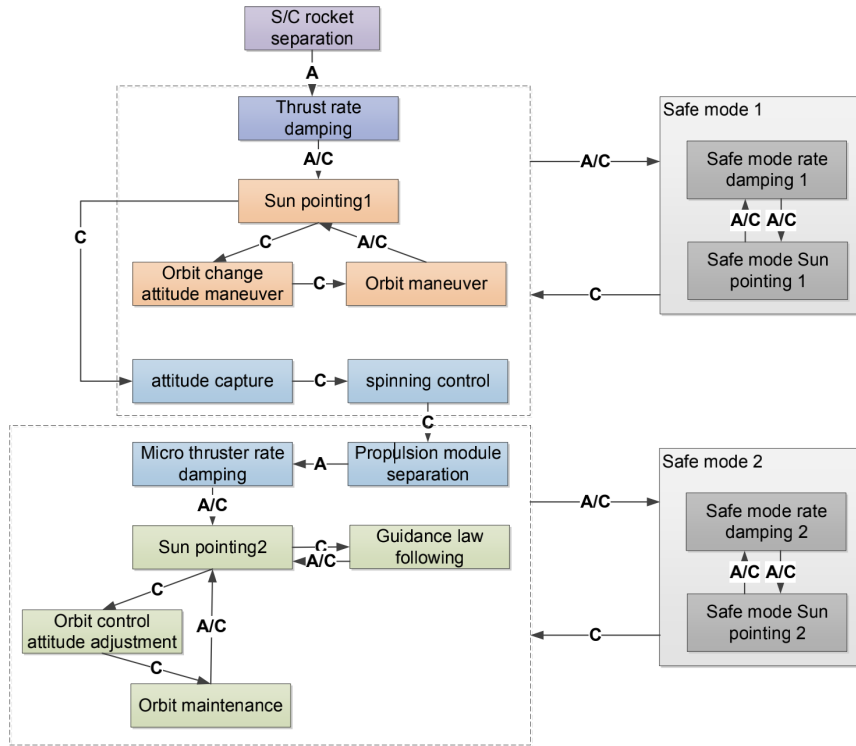 S/C rocket
separation
A
Thrust rate
damping
A/C
Sun pointing1
C
C
A/C
Orbit change
attitude maneuver
C
Orbit maneuver
attitude capture
C
spinning control
C
A/C
C
Safe mode 1
Safe mode rate
damping 1
A/C
A/C
Safe mode Sun
pointing 1
Micro thruster rate
damping
A
Propulsion module
separation
A/C
Sun pointing2
C
A/C
Guidance law
following
C
A/C
Orbit control
attitude adjustment
C
Orbit maintenance
A/C
C
Safe mode 2
Safe mode rate
damping 2
A/C
A/C
Safe mode Sun
pointing 2